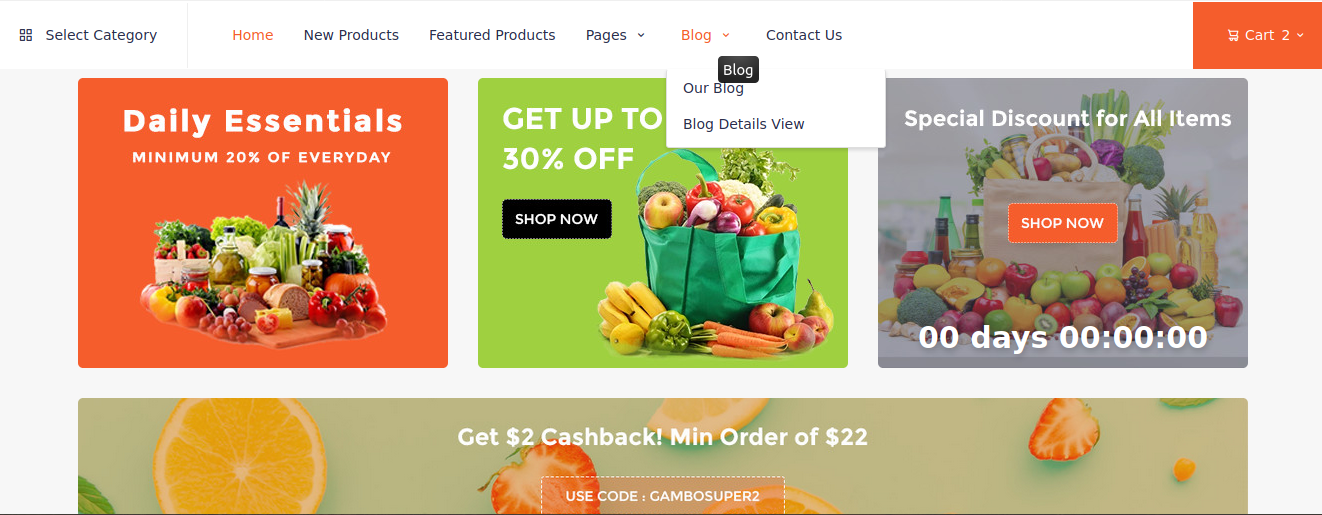 Select Category
Home
New Products
Featured Products
Pages
Blog
Contact Us
Cart 2
Blog
Our Blog
Blog Details View
Daily Essentials
MINIMUM 20% OF EVERYDAY
GET UP TO
30% OFF
SHOP NOW
Special Discount for All Items
SHOP NOW
00 days 00:00:00
Get $2 Cashback! Min Order of $22
USE CODE : GAMBOSUPER2